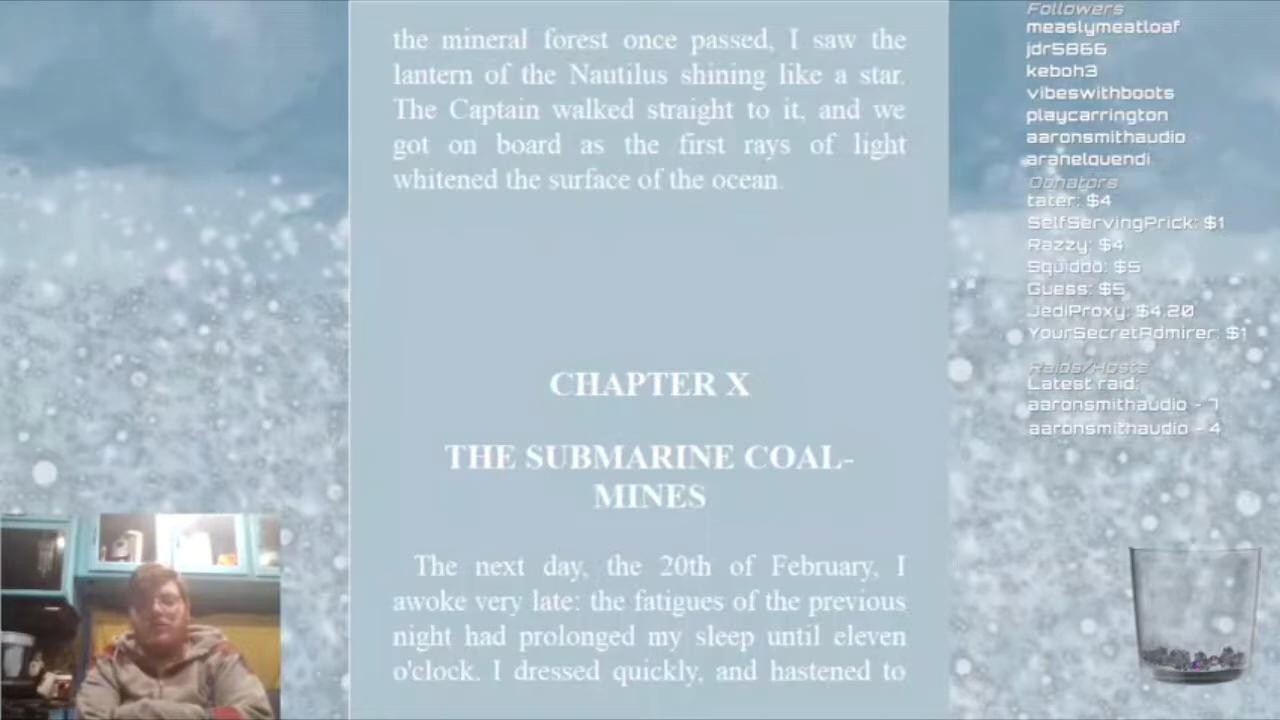 the mineral forest once passed, I saw the
lantern of the Nautilus shining like a star.
The Captain walked straight to it, and we
got on board as the first rays of light
whitened the surface of the ocean.
CHAPTER X
THE SUBMARINE COAL-
MINES
The next day, the 20th of February, I
awoke very late: the fatigues of the previous
night had prolonged my sleep until eleven
o'clock. I dressed quickly, and hastened to
Followers
measlymeatloaf
jdr5866
keboh3
vibeswithboots
playcarrington
aaronsmithaudio
aranelquendi
Donators
tater: $4
SelfServingPrick: $1
Razzy: $4
Squiddo: $5
Guess: $5
JediProxy: $4.20
YourSecretAdmirer: $1
Raids/Hosts
Latest raid:
aaronsmithaudio - 7
aaronsmithaudio - 4